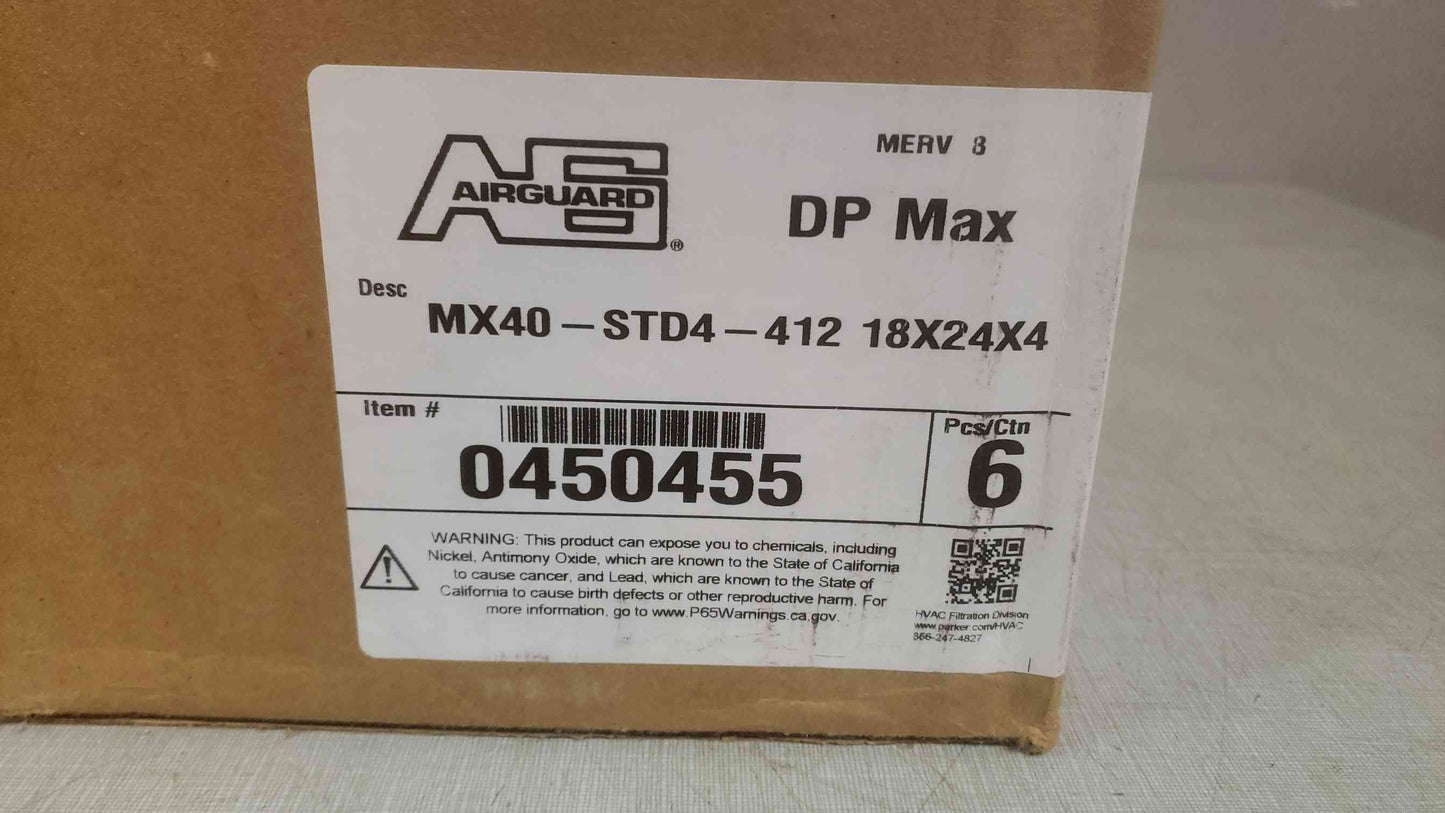 AIRGUARD
®
MERV 8
DP Max
Desc
MX40-STD4-412 18X24X4
Item #
0450455
Pcs/Ctn
6
WARNING: This product can expose you to chemicals, including
Nickel, Antimony Oxide, which are known to the State of California
to cause cancer, and Lead, which are known to the State of
California to cause birth defects or other reproductive harm. For
more information, go to www.P65Warnings.ca.gov.
HVAC Filtration Division
www.parker.com/HVAC
866-247-4827